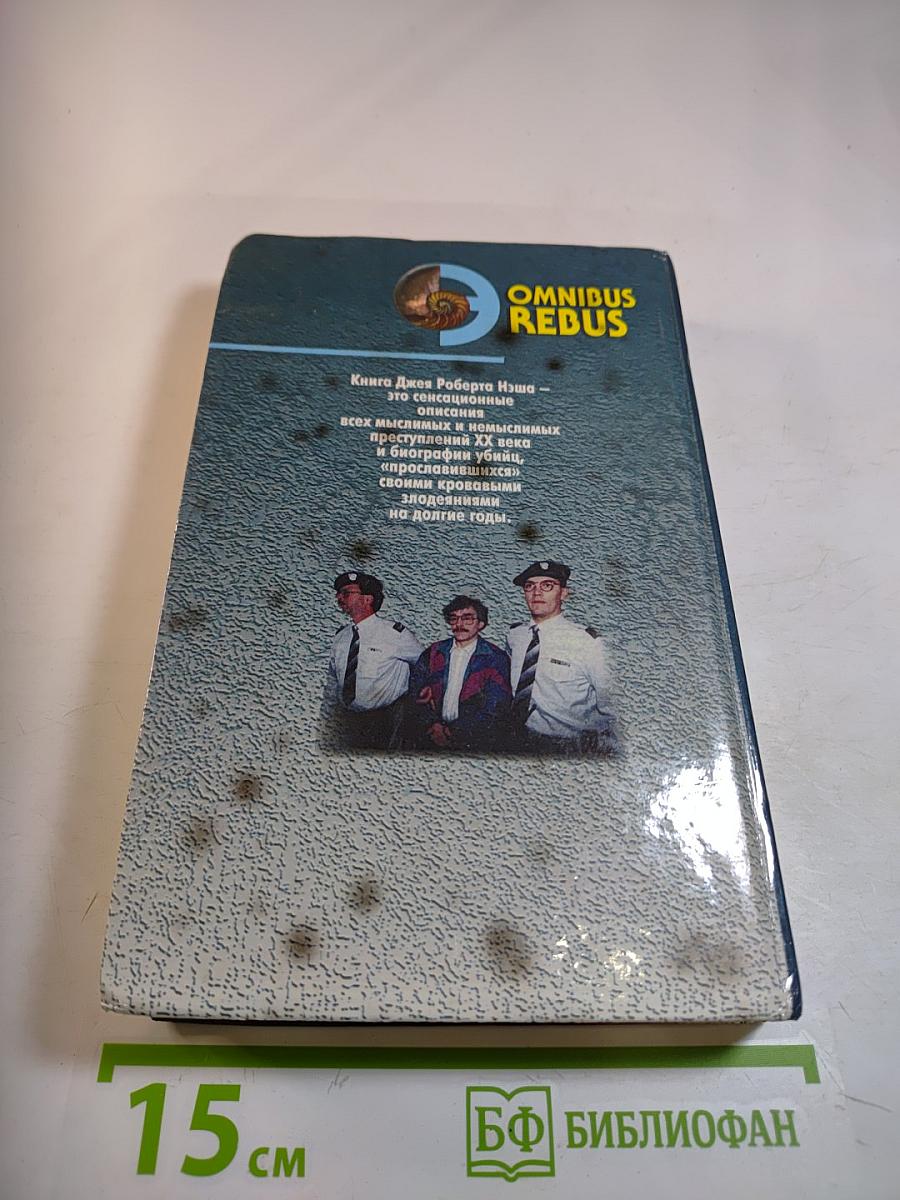 OMNIBUS
REBUS
Книга Джея Роберта Нэша –
это сенсационные
описания
всех мыслимых и немыслимых
преступлений XX века
и биографии убийц,
«прославившихся»
своими кровавыми
злодеяниями
на долгие годы.
15 см
БФ БИБЛИОФАН